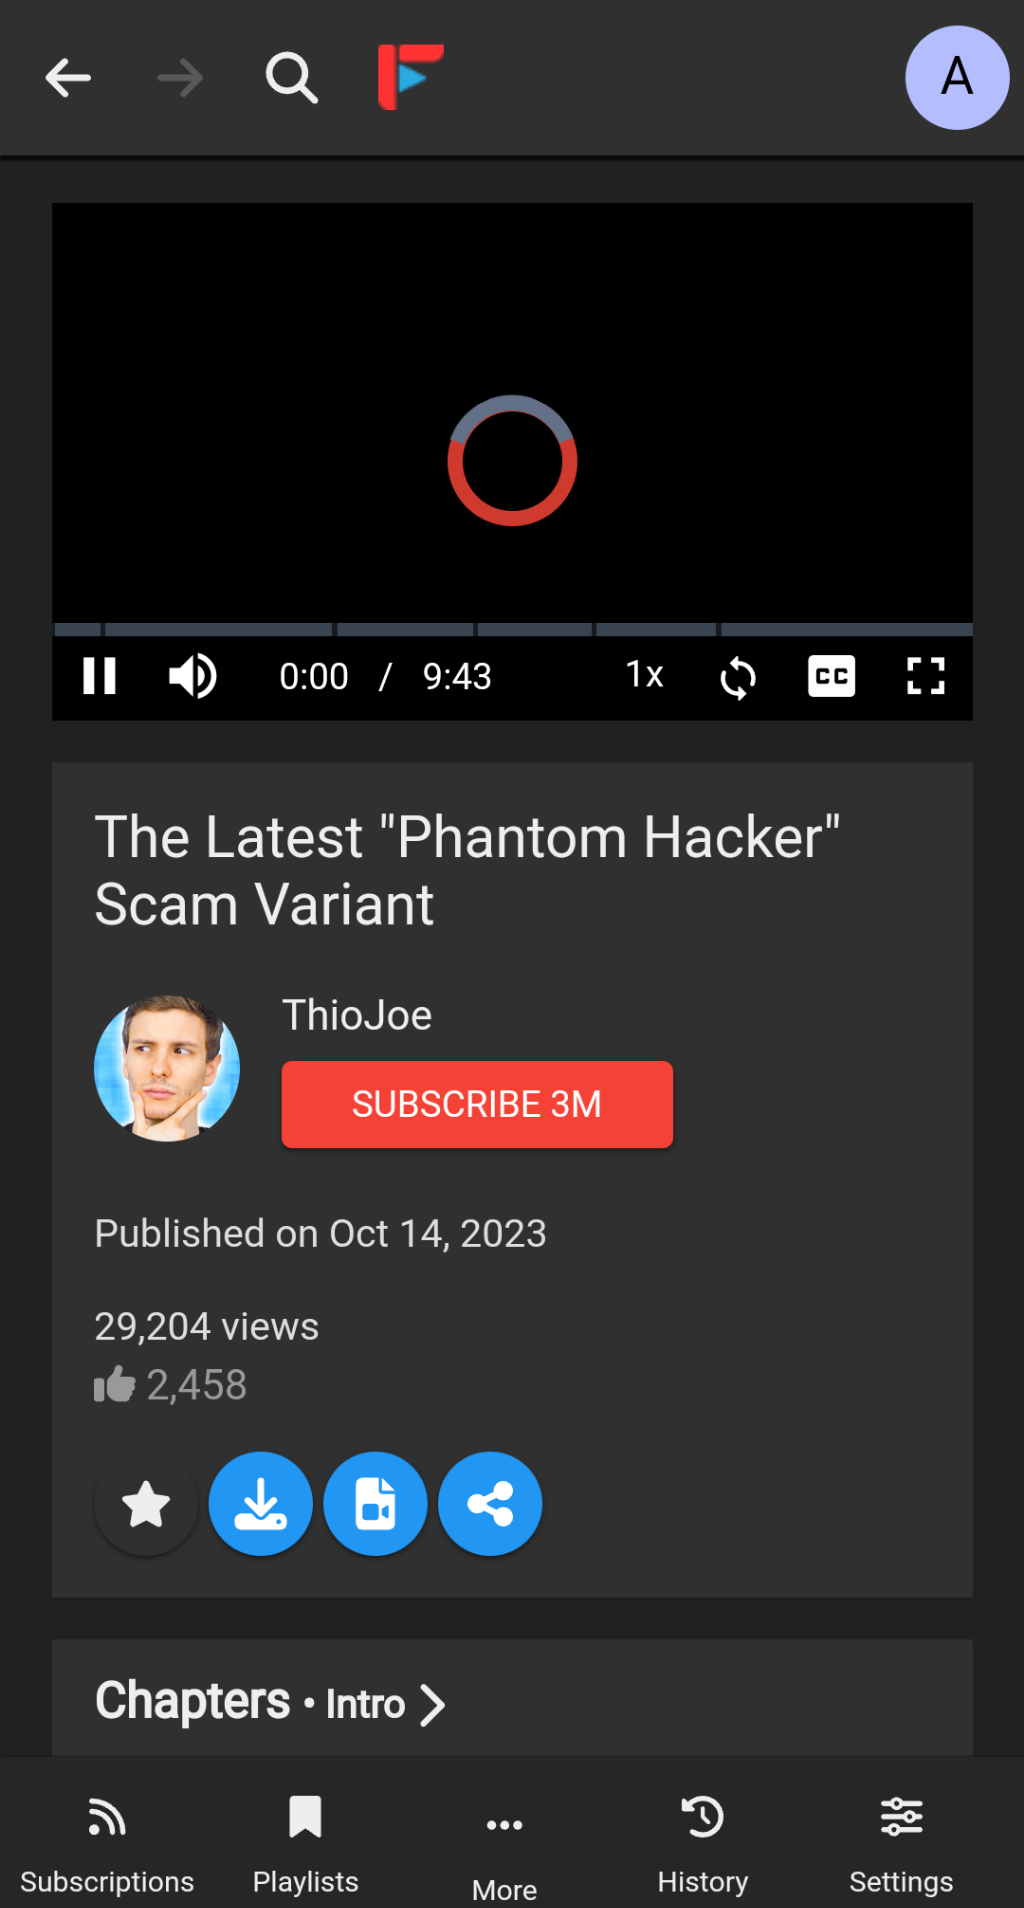 A
0:00 / 9:43 1x CC
The Latest "Phantom Hacker"
Scam Variant
ThioJoe
SUBSCRIBE 3M
Published on Oct 14, 2023
29,204 views
2,458
Chapters • Intro
Subscriptions Playlists More History Settings